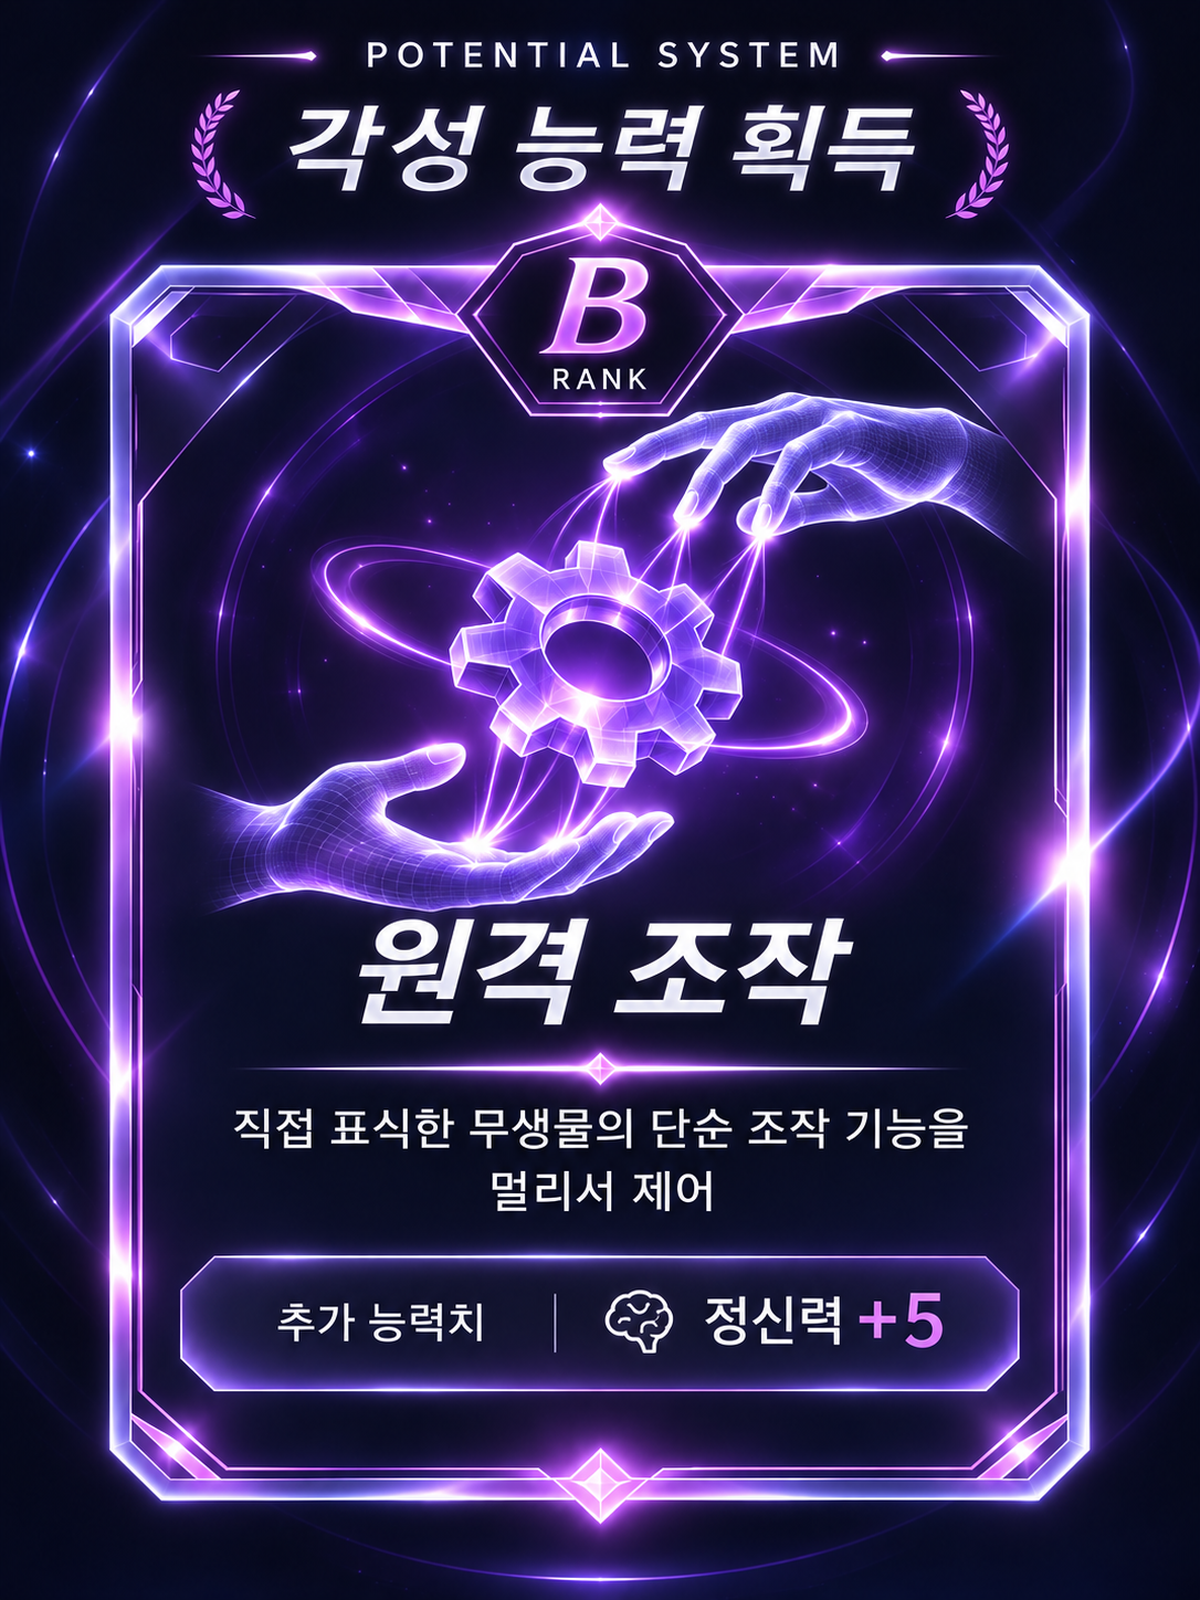 POTENTIAL SYSTEM
각성 능력 획득
B
RANK
원격 조작
직접 표식한 무생물의 단순 조작 기능을
멀리서 제어
추가 능력치 정신력 +5